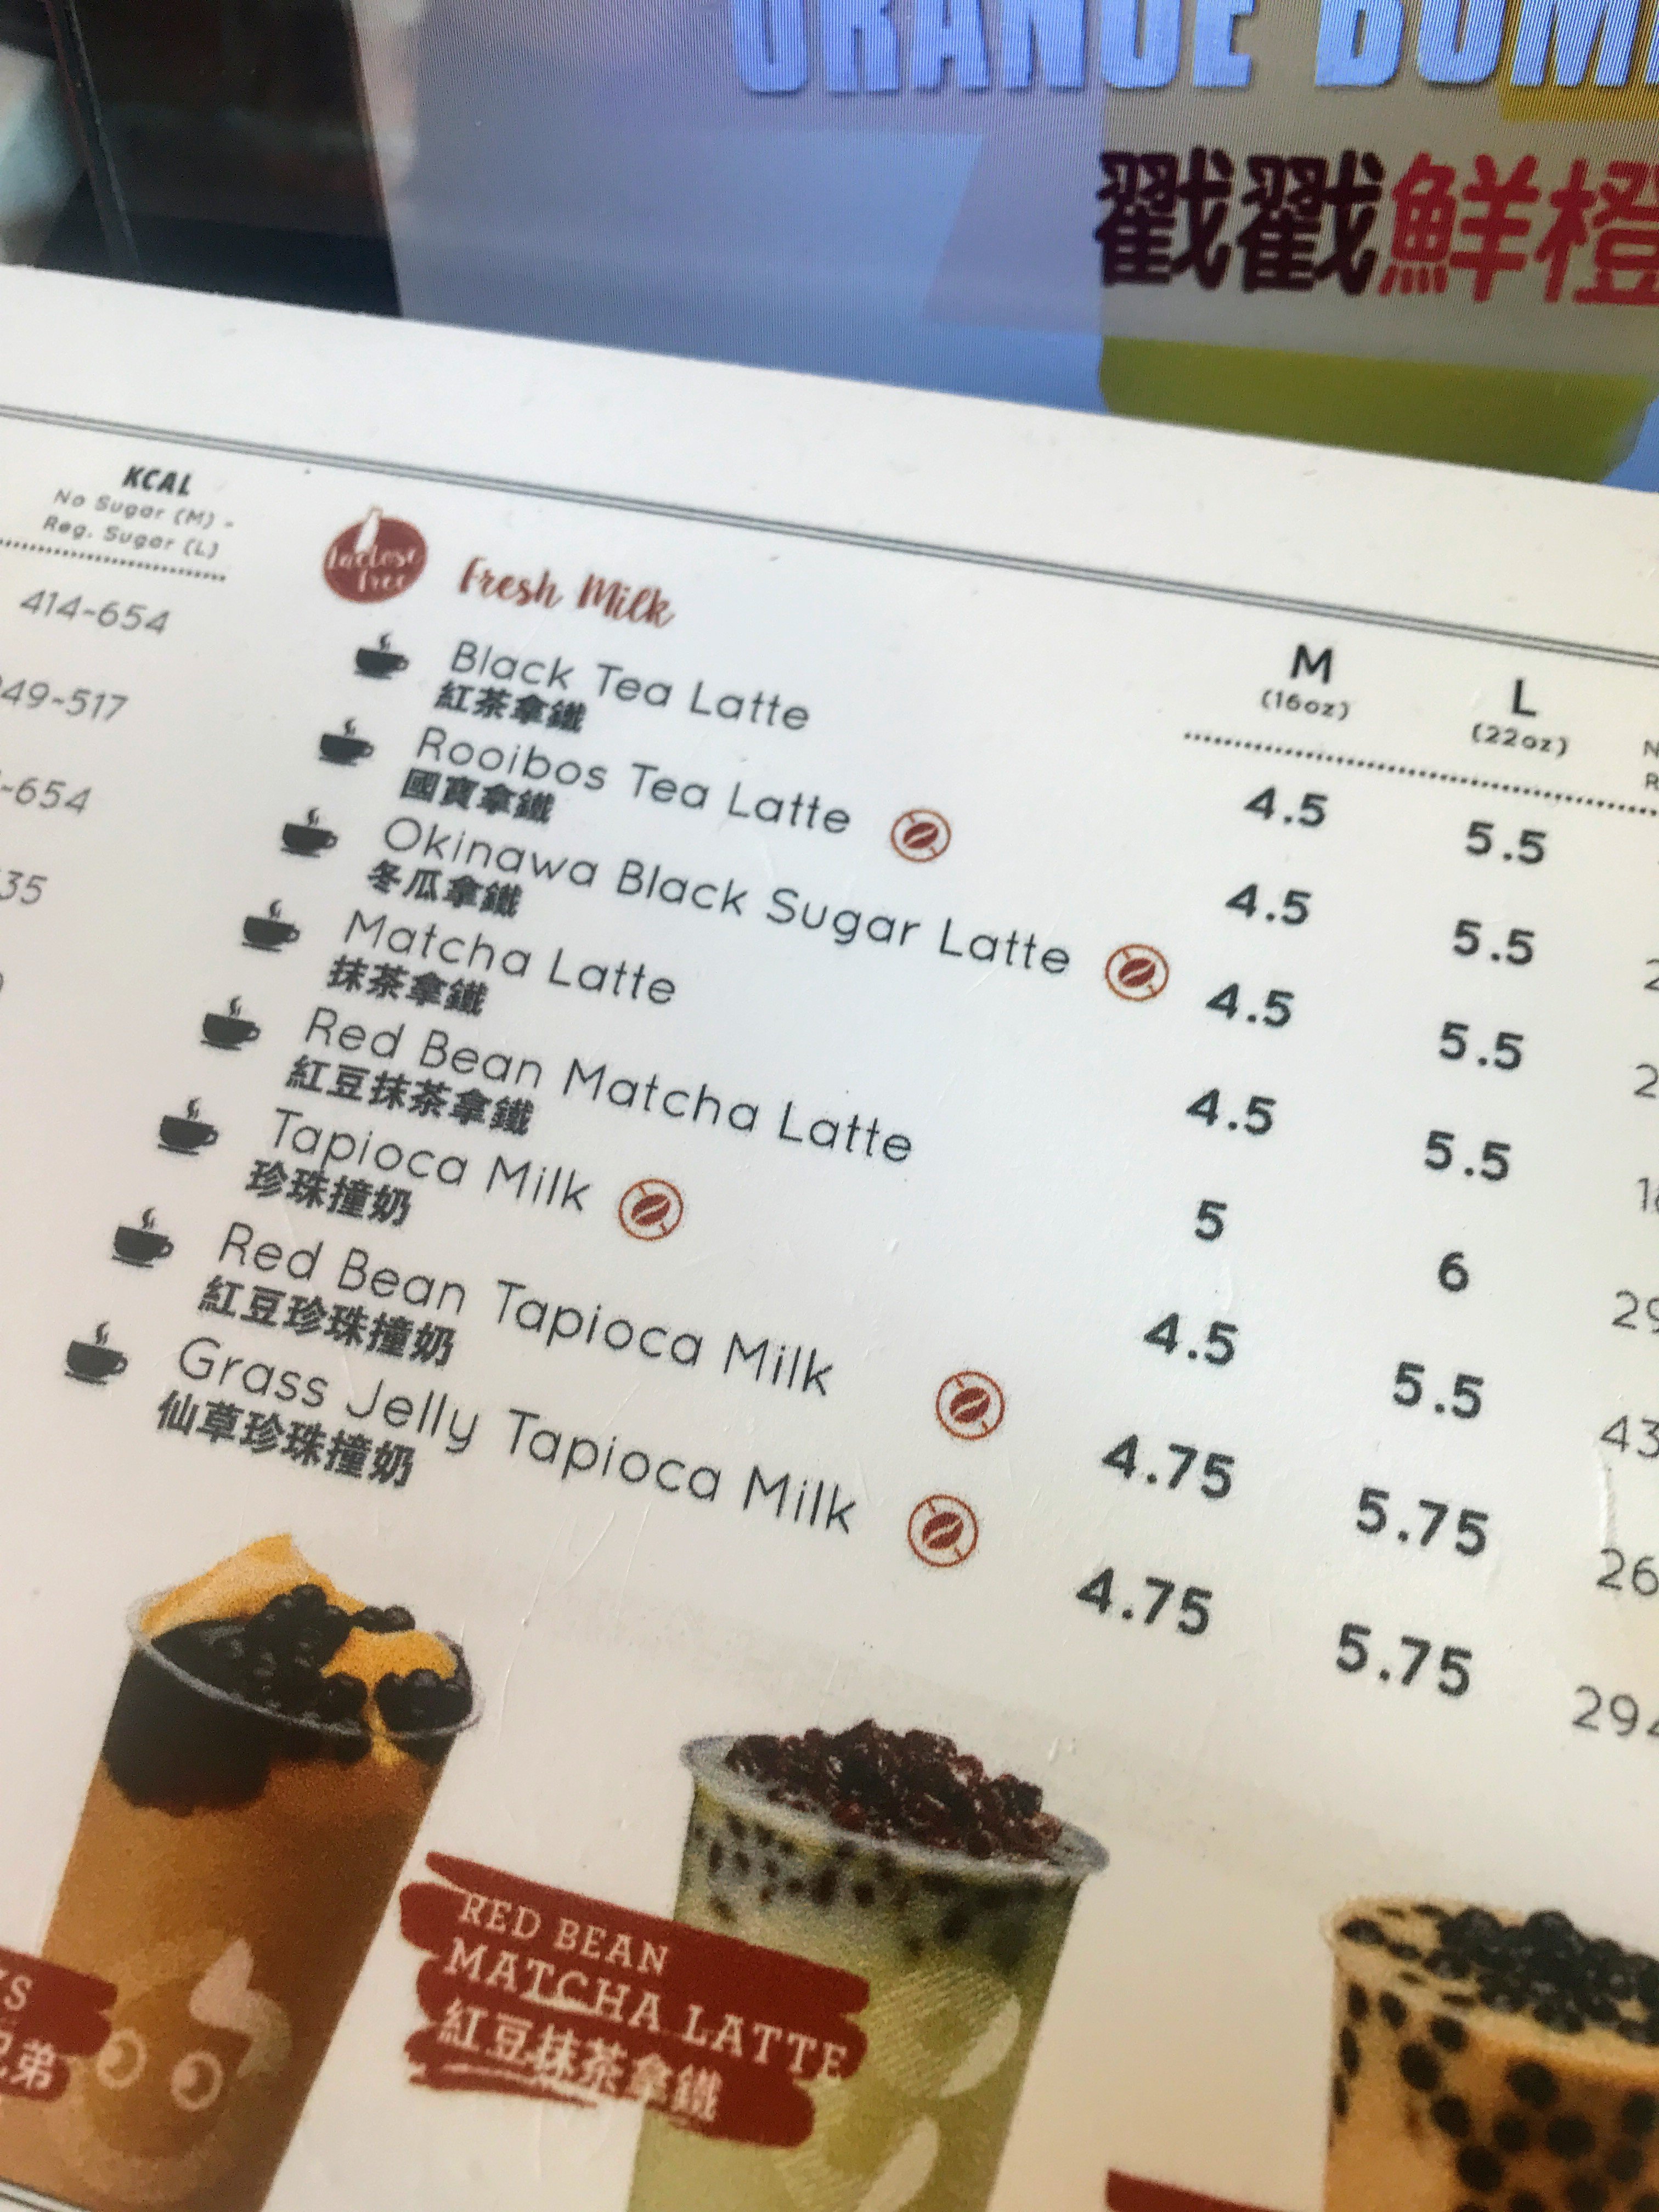 戳戳鮮橙
KCAL
No Sugar (M) -
Reg. Sugar (L)
414-654
49-517
-654
35
lactose
free
Fresh Milk
M
(16oz)
L
(22oz)
Black Tea Latte 4.5 5.5
紅茶拿鐵
Rooibos Tea Latte 4.5 5.5
國寶拿鐵
Okinawa Black Sugar Latte 4.5 5.5
冬瓜拿鐵
Matcha Latte 4.5 5.5
抹茶拿鐵
Red Bean Matcha Latte 5 6
紅豆抹茶拿鐵
Tapioca Milk 4.5 5.5
珍珠撞奶
Red Bean Tapioca Milk 4.75 5.75
紅豆珍珠撞奶
Grass Jelly Tapioca Milk 4.75 5.75
仙草珍珠撞奶
RED BEAN
MATCHA LATTE
紅豆抹茶拿鐵